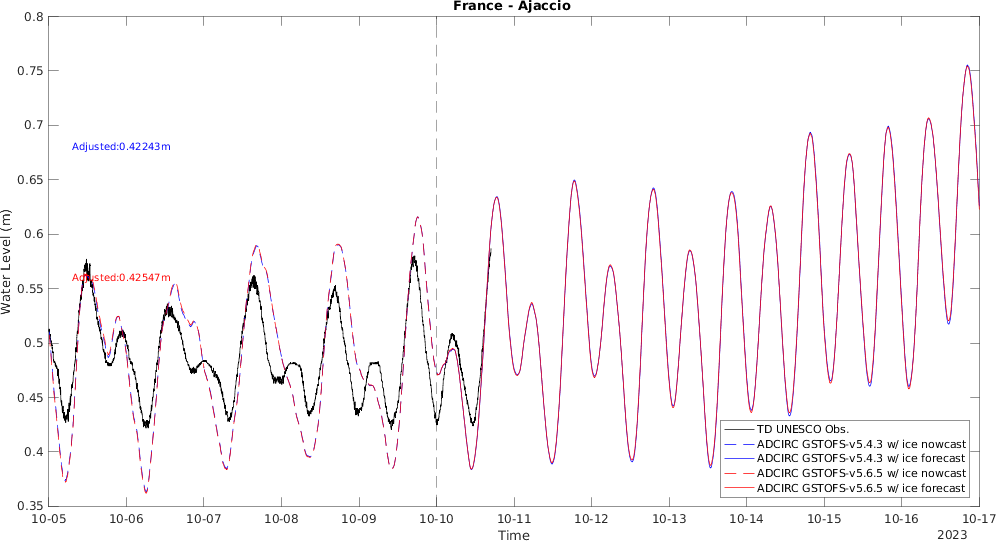 France - Ajaccio
0.8
0.75
0.7
0.65
0.6
0.55
0.5
0.45
0.4
0.35
Water Level (m)
Adjusted:0.42243m
Adjusted:0.42547m
TD UNESCO Obs.
ADCIRC GSTOFS-v5.4.3 w/ ice nowcast
ADCIRC GSTOFS-v5.4.3 w/ ice forecast
ADCIRC GSTOFS-v5.6.5 w/ ice nowcast
ADCIRC GSTOFS-v5.6.5 w/ ice forecast
10-05 10-06 10-07 10-08 10-09 10-10 10-11 10-12 10-13 10-14 10-15 10-16 10-17
Time
2023